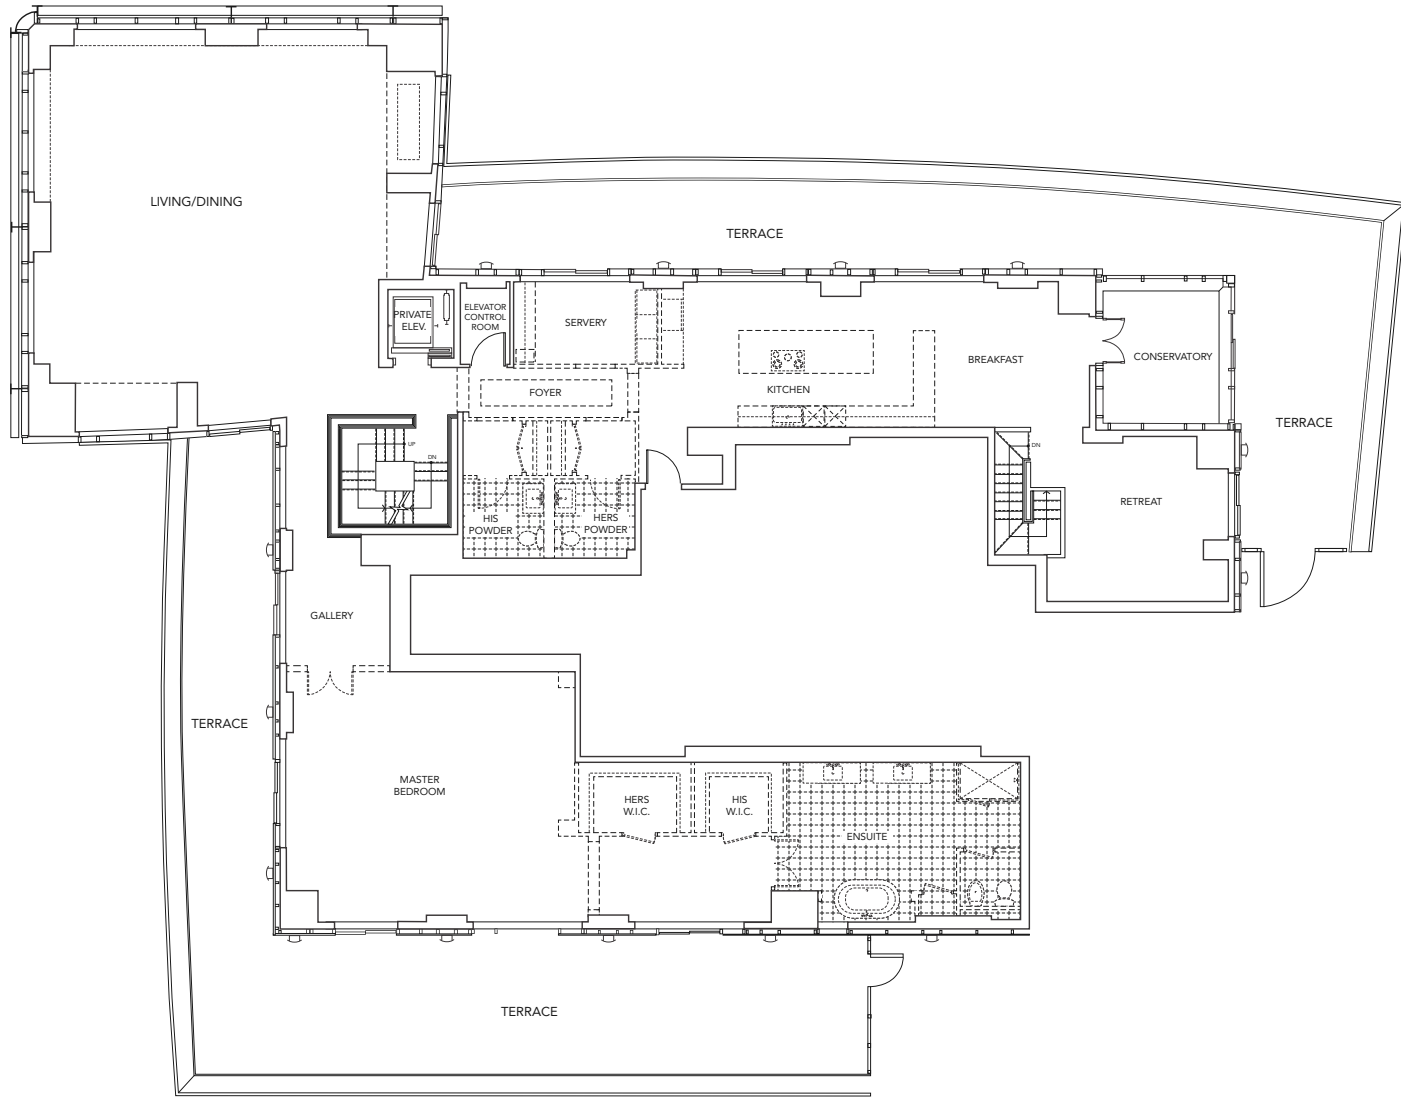 LIVING/DINING
TERRACE
PRIVATE
ELEV.
ELEVATOR
CONTROL
ROOM
SERVERY
BREAKFAST
CONSERVATORY
FOYER
KITCHEN
TERRACE
UP
DN
DN
HIS
POWDER
HERS
POWDER
RETREAT
GALLERY
TERRACE
MASTER
BEDROOM
HERS
W.I.C.
HIS
W.I.C.
ENSUITE
TERRACE